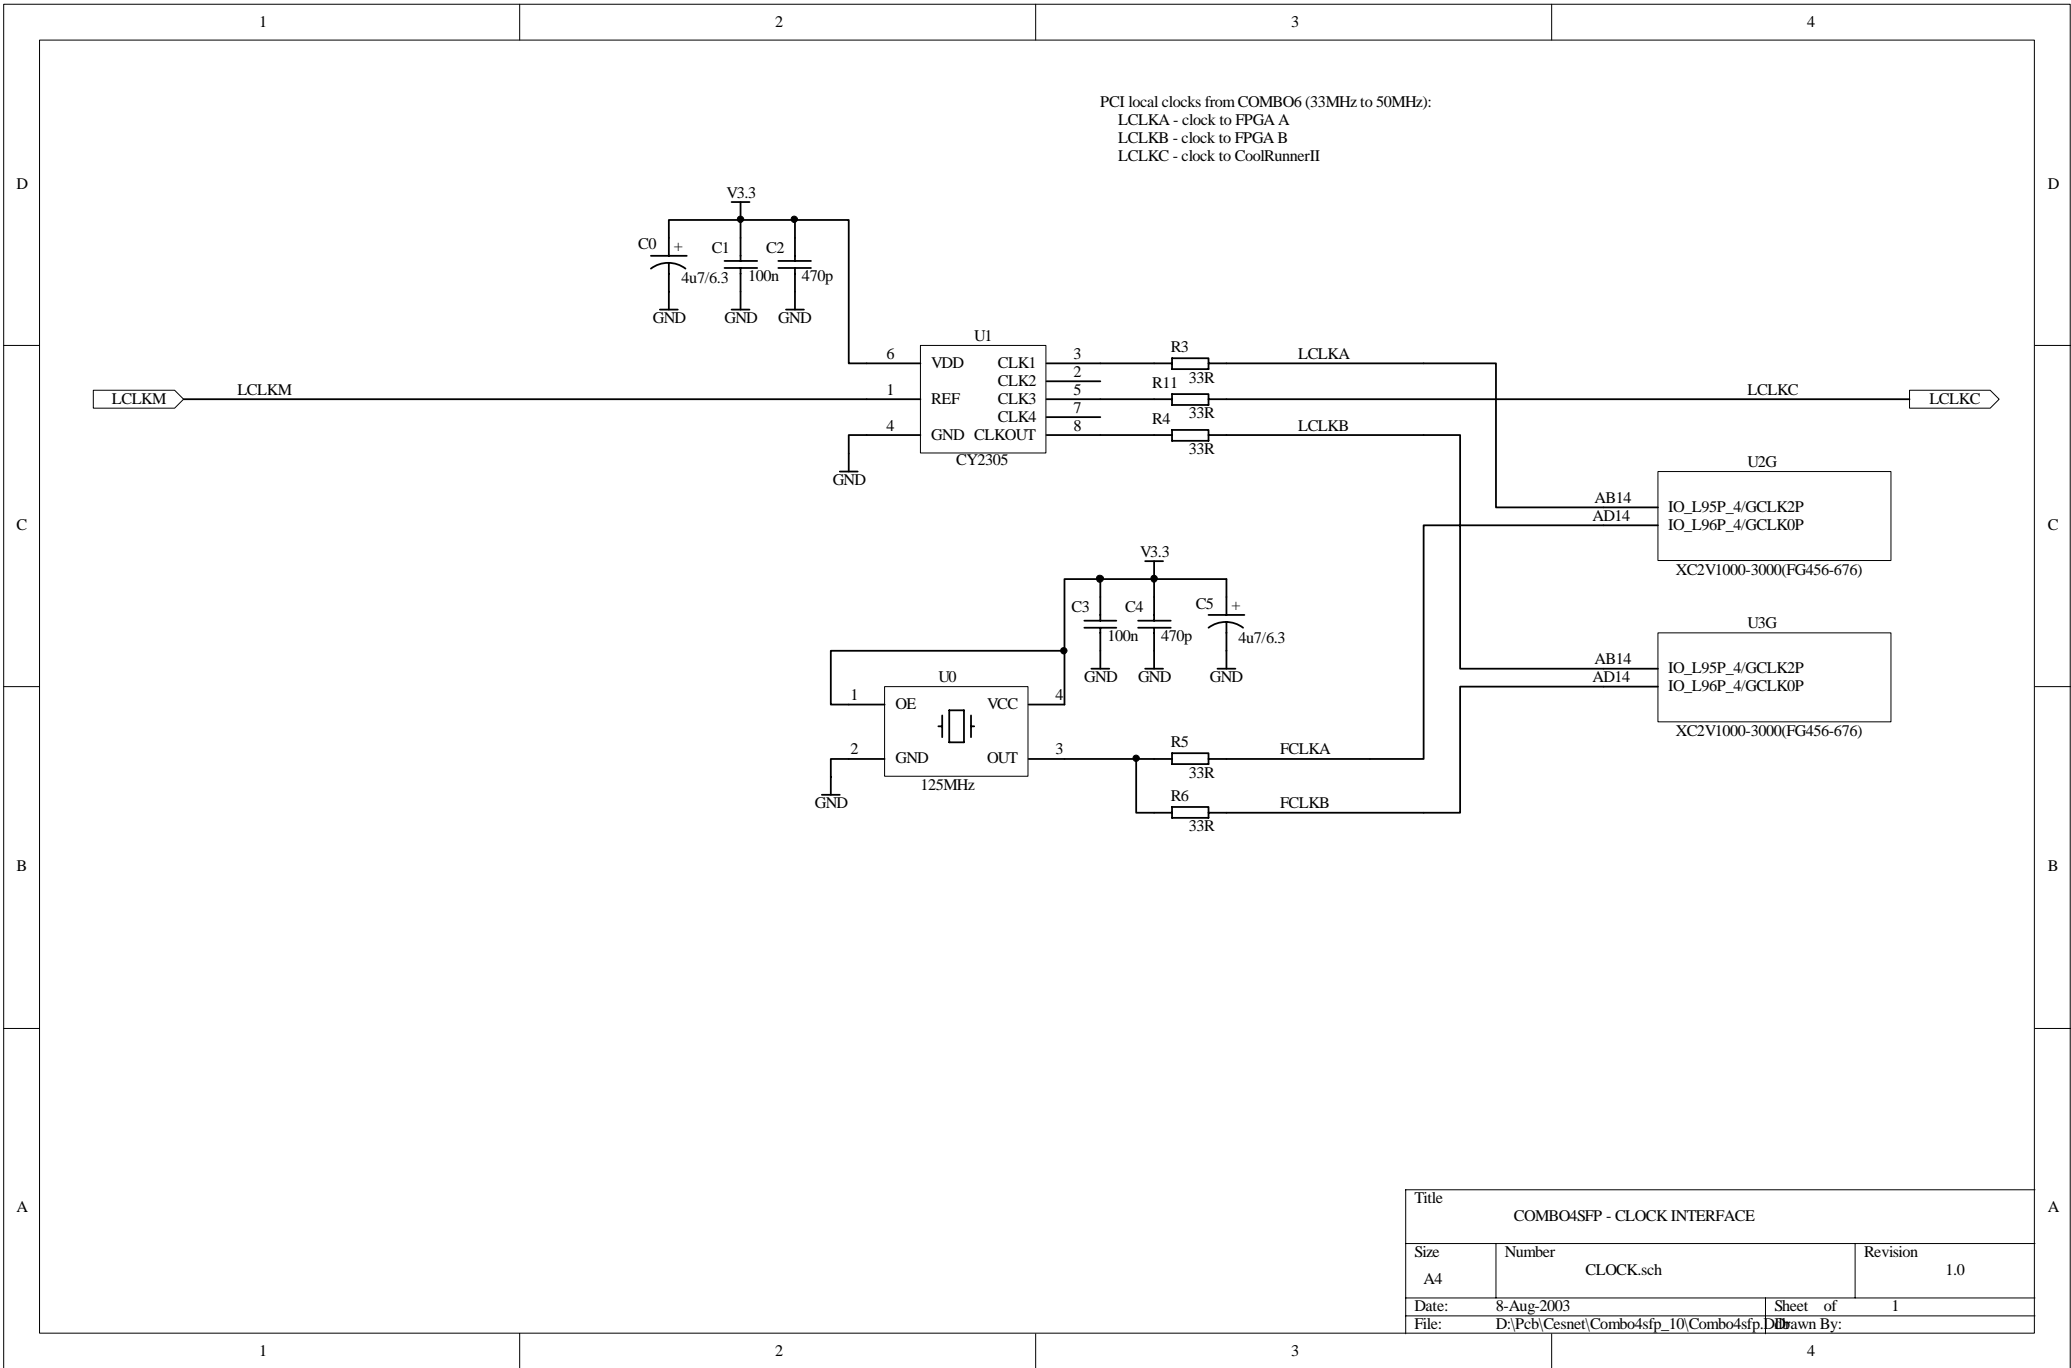 1 2 3 4
PCI local clocks from COMBO6 (33MHz to 50MHz):
LCLKA - clock to FPGA A
LCLKB - clock to FPGA B
LCLKC - clock to CoolRunnerII
D D
V3.3
C0 + C1 C2
4u7/6.3 100n 470p
GND GND GND
U1
6 VDD CLK1 3 R3 33R LCLKA
CLK2 2
LCLKM LCLKM 1 REF CLK3 5 R11 33R LCLKC LCLKC
CLK4 7
4 GND CLKOUT 8 R4 33R LCLKB
CY2305
GND
U2G
AB14 IO_L95P_4/GCLK2P
AD14 IO_L96P_4/GCLK0P
XC2V1000-3000(FG456-676)
C C
V3.3
C3 C4 C5 +
100n 470p 4u7/6.3
GND GND GND
U3G
AB14 IO_L95P_4/GCLK2P
AD14 IO_L96P_4/GCLK0P
XC2V1000-3000(FG456-676)
U0
1 OE VCC 4
2 GND OUT 3
125MHz
GND
R5 33R FCLKA
R6 33R FCLKB
B B
A A
Title
COMBO4SFP - CLOCK INTERFACE
Size Number Revision
A4 CLOCK.sch 1.0
Date: 8-Aug-2003 Sheet of 1
File: D:\Pcb\Cesnet\Combo4sfp_10\Combo4sfp.Ddb Drawn By:
1 2 3 4